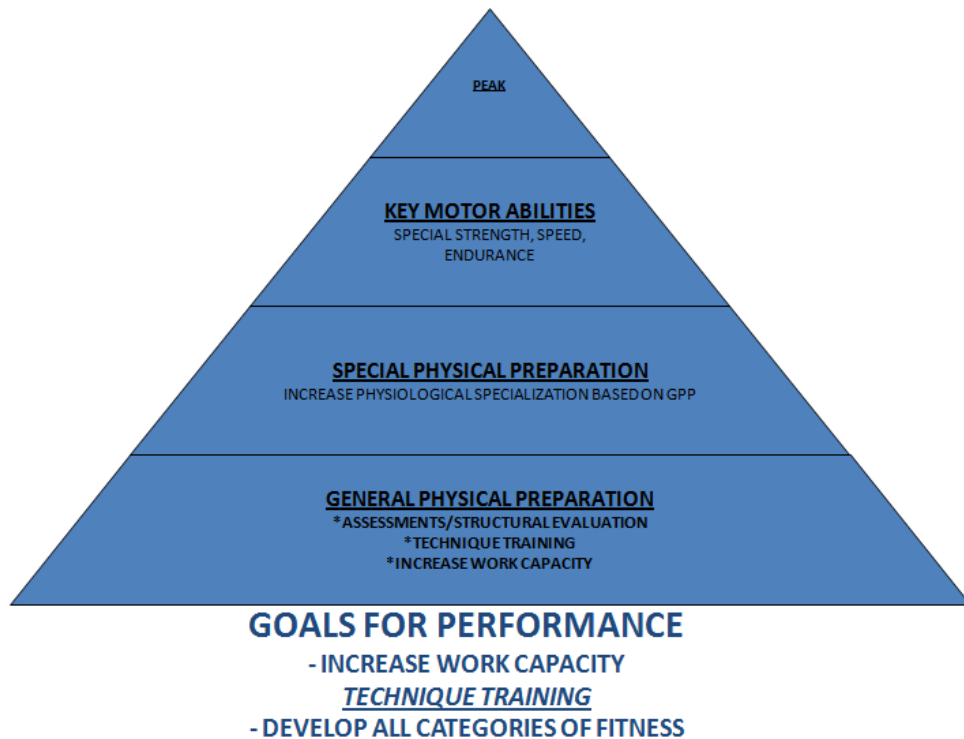 PEAK
KEY MOTOR ABILITIES
SPECIAL STRENGTH, SPEED,
ENDURANCE
SPECIAL PHYSICAL PREPARATION
INCREASE PHYSIOLOGICAL SPECIALIZATION BASED ON GPP
GENERAL PHYSICAL PREPARATION
*ASSESSMENTS/STRUCTURAL EVALUATION
*TECHNIQUE TRAINING
*INCREASE WORK CAPACITY
GOALS FOR PERFORMANCE
- INCREASE WORK CAPACITY
TECHNIQUE TRAINING
- DEVELOP ALL CATEGORIES OF FITNESS